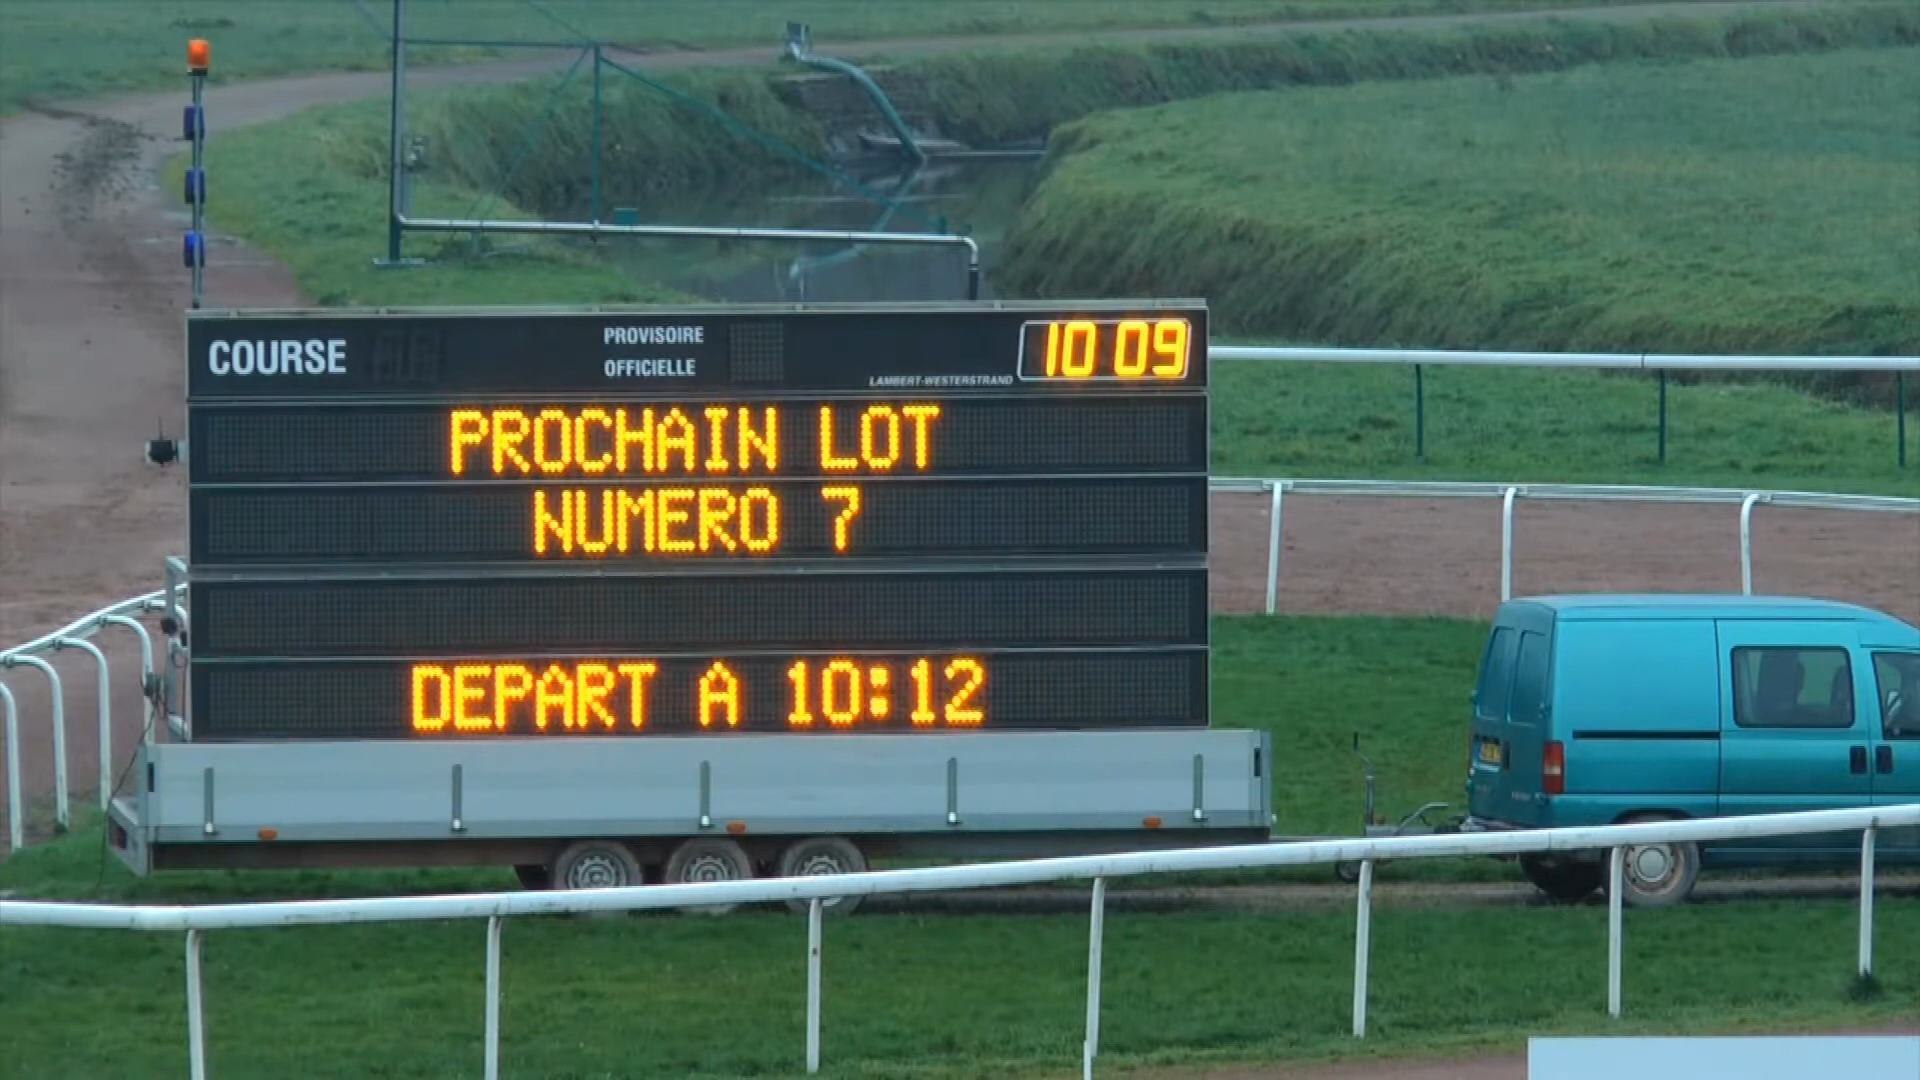 COURSE
PROVISOIRE
OFFICIELLE
LAMBERT-WESTERSTRAND
10 09
PROCHAIN LOT
NUMERO 7
DEPART A 10:12